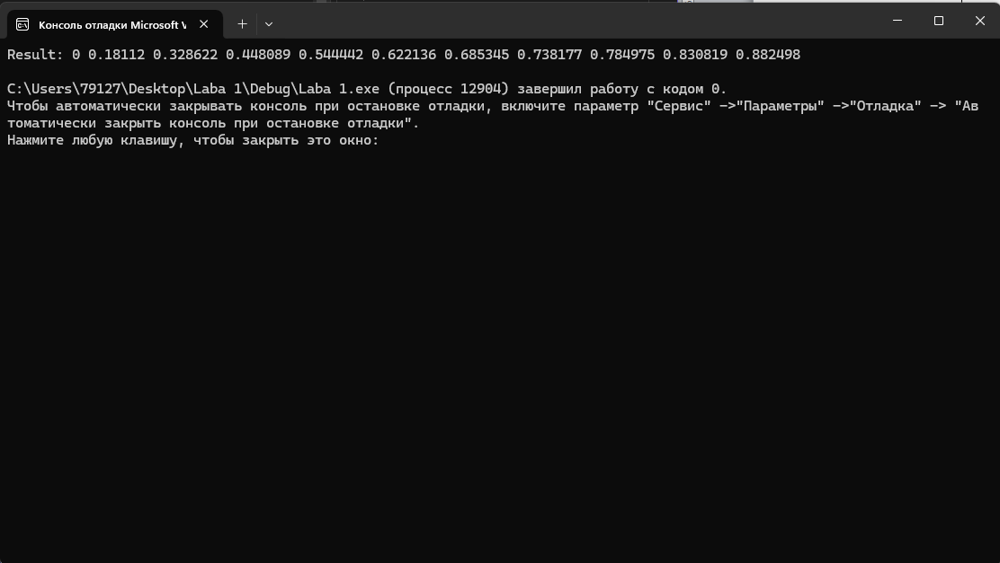 Консоль отладки Microsoft V
Result: 0 0.18112 0.328622 0.448089 0.544442 0.622136 0.685345 0.738177 0.784975 0.830819 0.882498
C:\Users\79127\Desktop\Laba 1\Debug\Laba 1.exe (процесс 12904) завершил работу с кодом 0.
Чтобы автоматически закрывать консоль при остановке отладки, включите параметр "Сервис" ->"Параметры" ->"Отладка" -> "Ав
томатически закрыть консоль при остановке отладки".
Нажмите любую клавишу, чтобы закрыть это окно: